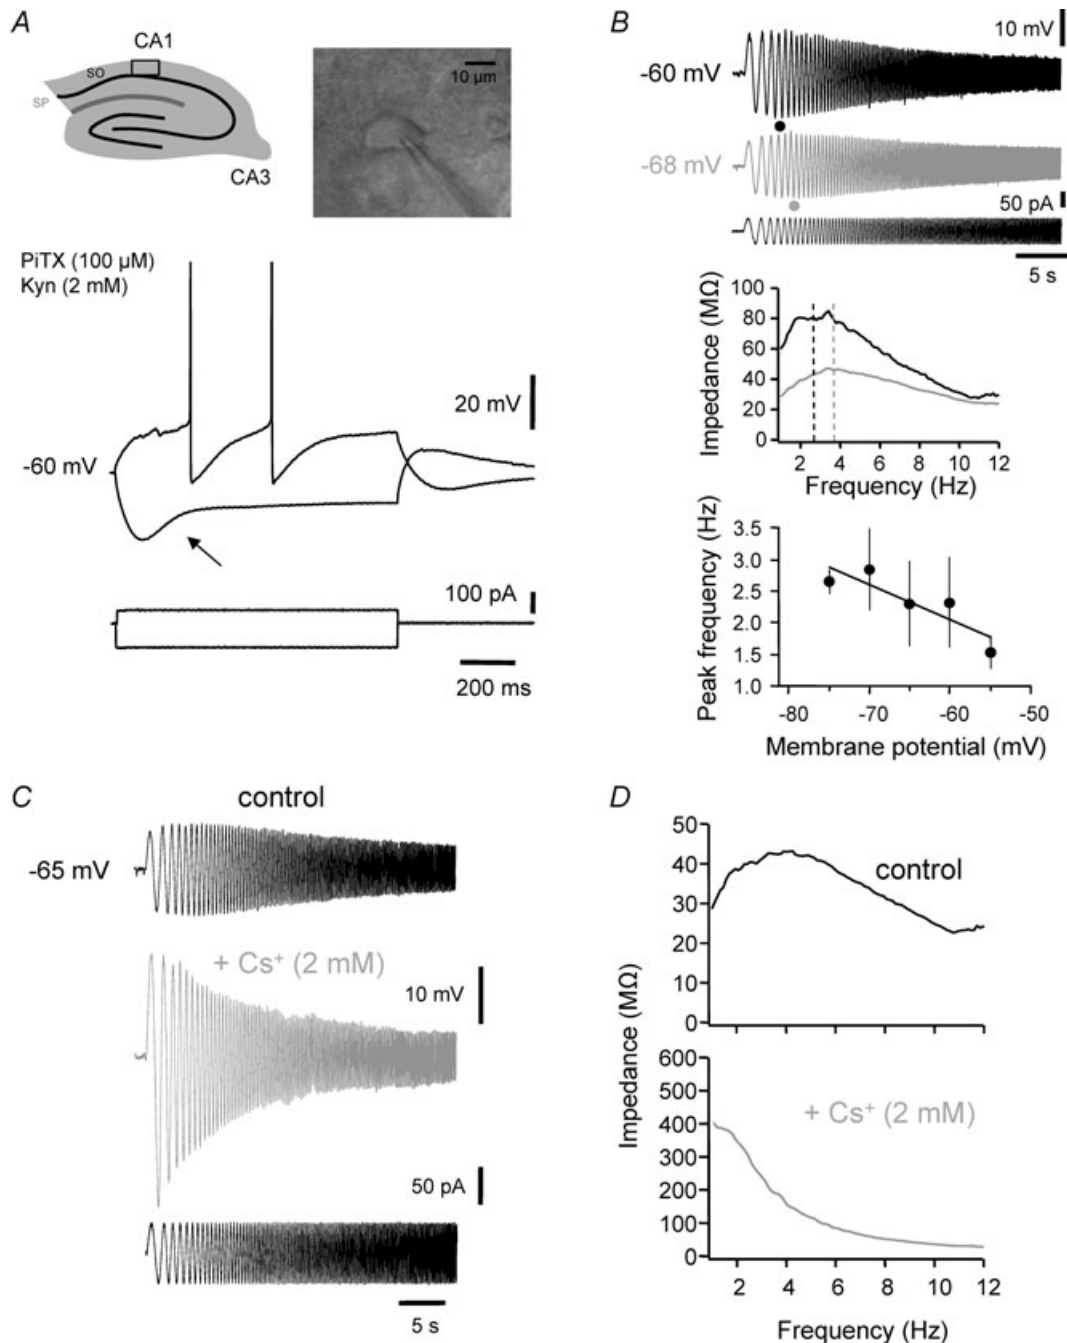 A
CA1
SO
SP
CA3
10 µm
PiTX (100 µM)
Kyn (2 mM)
20 mV
-60 mV
100 pA
200 ms
B
10 mV
-60 mV
-68 mV
50 pA
5 s
Impedance (MΩ)
100
80
60
40
20
0
2 4 6 8 10 12
Frequency (Hz)
Peak frequency (Hz)
3.5
3.0
2.5
2.0
1.5
1.0
-80 -70 -60 -50
Membrane potential (mV)
C
control
-65 mV
+ Cs⁺ (2 mM)
10 mV
50 pA
5 s
D
50
40
30
20
10
0
control
Impedance (MΩ)
600
500
400
300
200
100
0
+ Cs⁺ (2 mM)
2 4 6 8 10 12
Frequency (Hz)